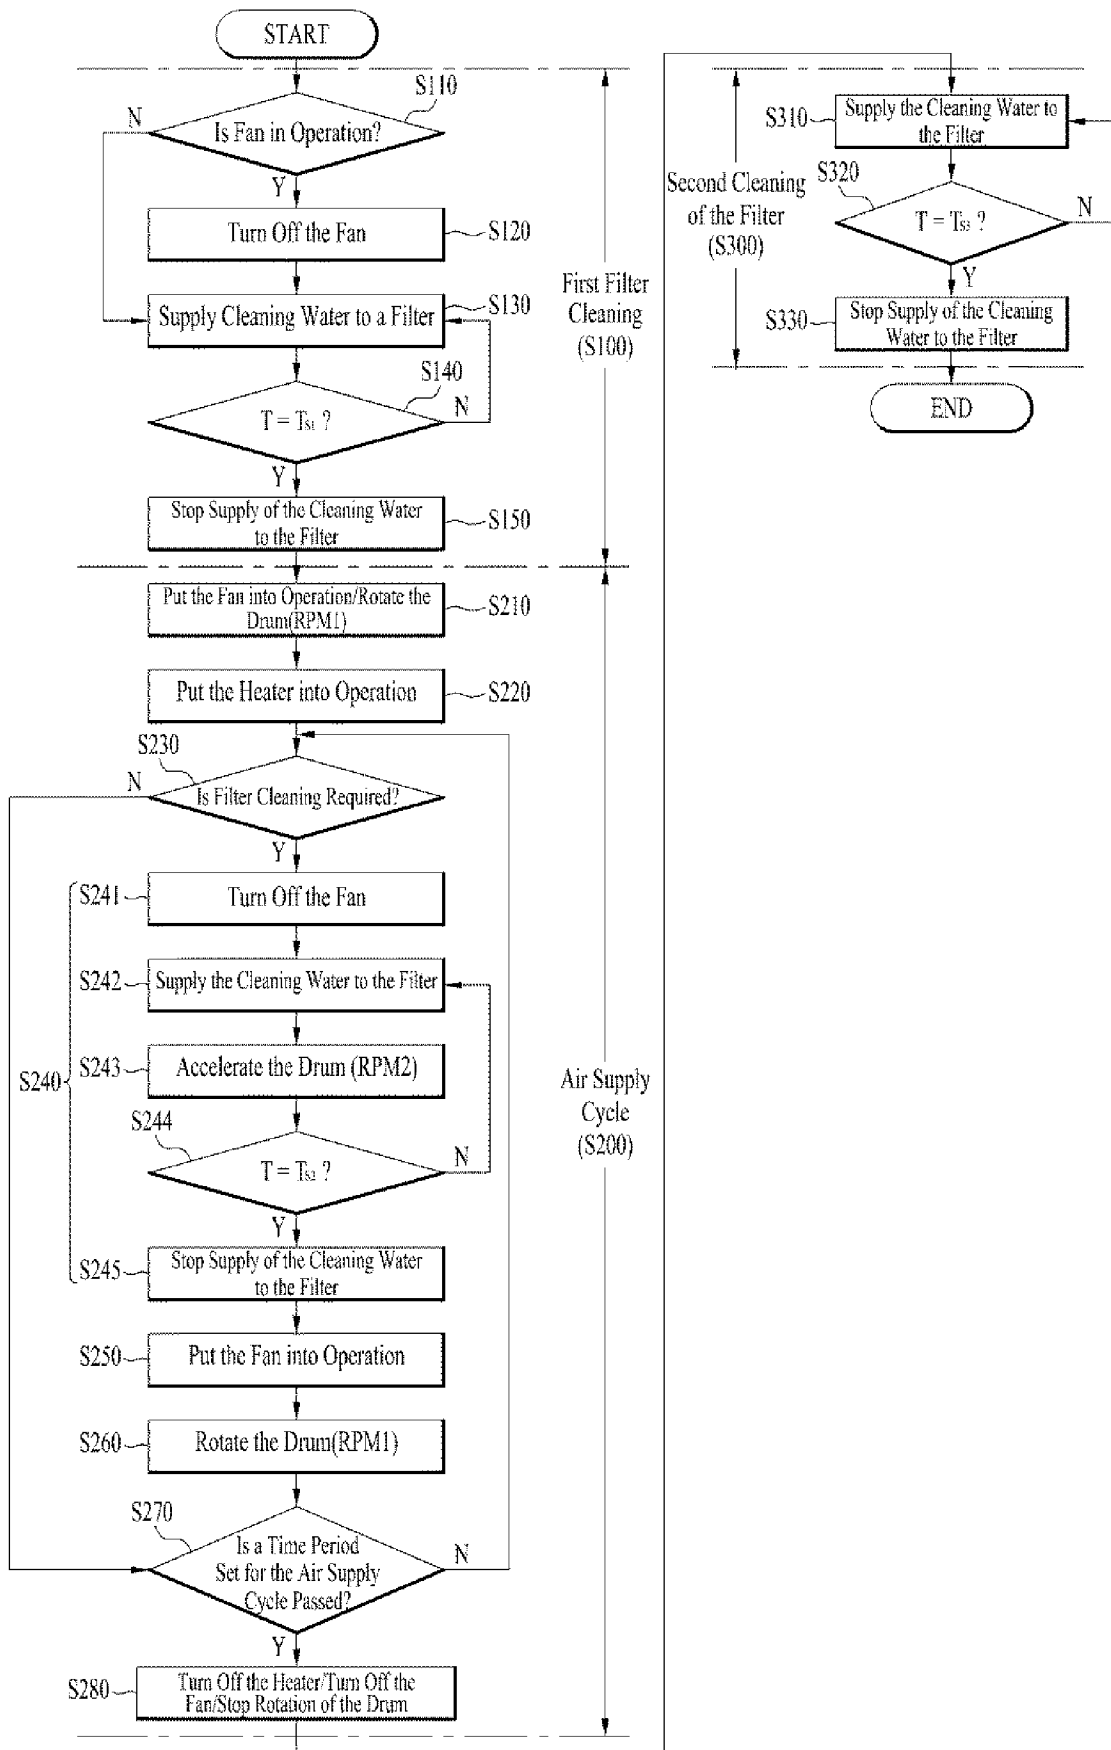 START
S110
N
Is Fan in Operation?
Y
Turn Off the Fan
S120
Supply Cleaning Water to a Filter
S130
S140
T = TS1 ?
N
Y
Stop Supply of the Cleaning Water
to the Filter
S150
First Filter
Cleaning
(S100)
Put the Fan into Operation/Rotate the
Drum(RPM1)
S210
Put the Heater into Operation
S220
S230
N
Is Filter Cleaning Required?
Y
S241
Turn Off the Fan
S242
Supply the Cleaning Water to the Filter
S243
Accelerate the Drum (RPM2)
S240
S244
T = TS2 ?
N
Y
S245
Stop Supply of the Cleaning Water
to the Filter
S250
Put the Fan into Operation
S260
Rotate the Drum(RPM1)
S270
Is a Time Period
Set for the Air Supply
Cycle Passed?
N
Y
S280
Turn Off the Heater/Turn Off the
Fan/Stop Rotation of the Drum
Air Supply
Cycle
(S200)
S310
Supply the Cleaning Water to
the Filter
S320
T = TS3 ?
N
Y
Second Cleaning
of the Filter
(S300)
S330
Stop Supply of the Cleaning
Water to the Filter
END